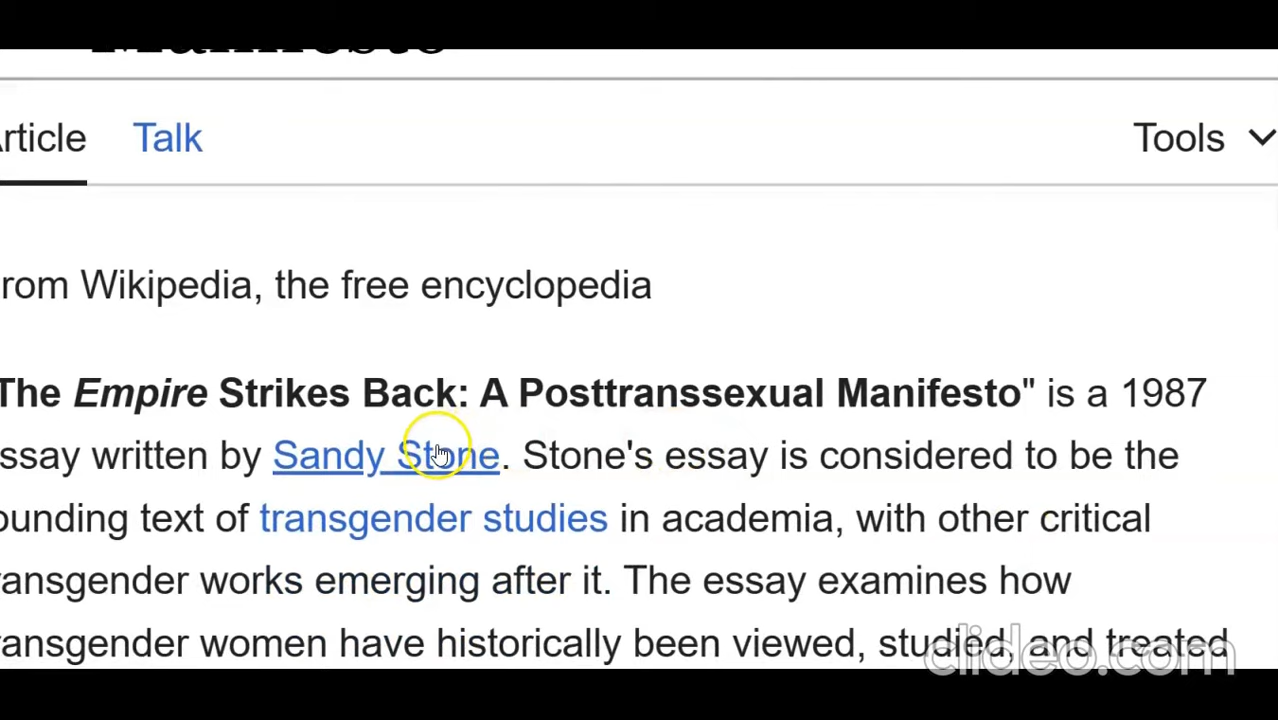 Manifesto
rticle Talk Tools
rom Wikipedia, the free encyclopedia
The Empire Strikes Back: A Posttranssexual Manifesto" is a 1987
ssay written by Sandy Stone. Stone's essay is considered to be the
ounding text of transgender studies in academia, with other critical
ransgender works emerging after it. The essay examines how
ransgender women have historically been viewed, studied, and treated
clideo.com